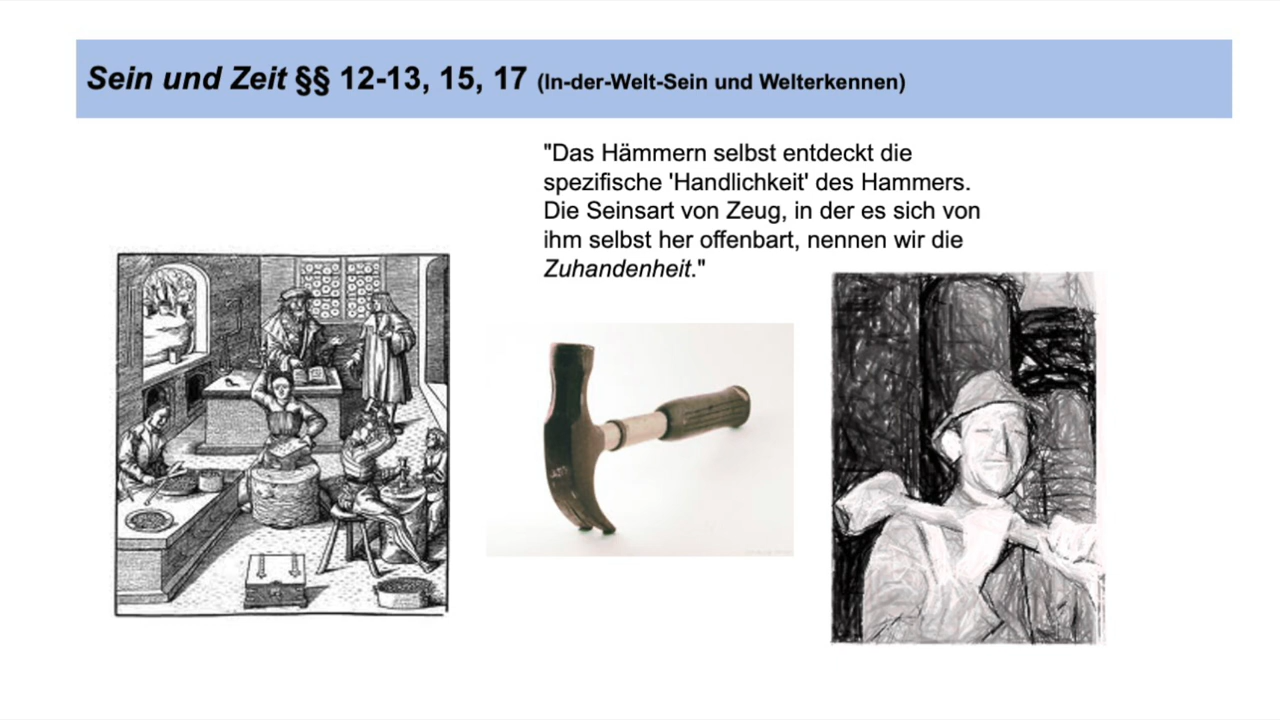 Sein und Zeit §§ 12-13, 15, 17 (In-der-Welt-Sein und Welterkennen)
"Das Hämmern selbst entdeckt die
spezifische 'Handlichkeit' des Hammers.
Die Seinsart von Zeug, in der es sich von
ihm selbst her offenbart, nennen wir die
Zuhandenheit."